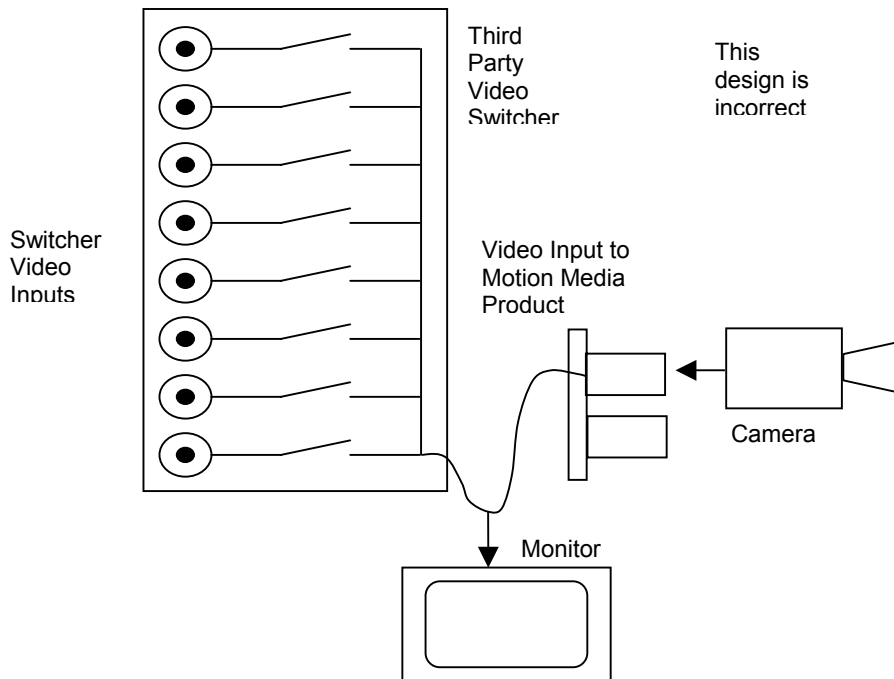 Third
Party
Video
Switcher
This
design is
incorrect
Switcher
Video
Inputs
Video Input to
Motion Media
Product
Camera
Monitor